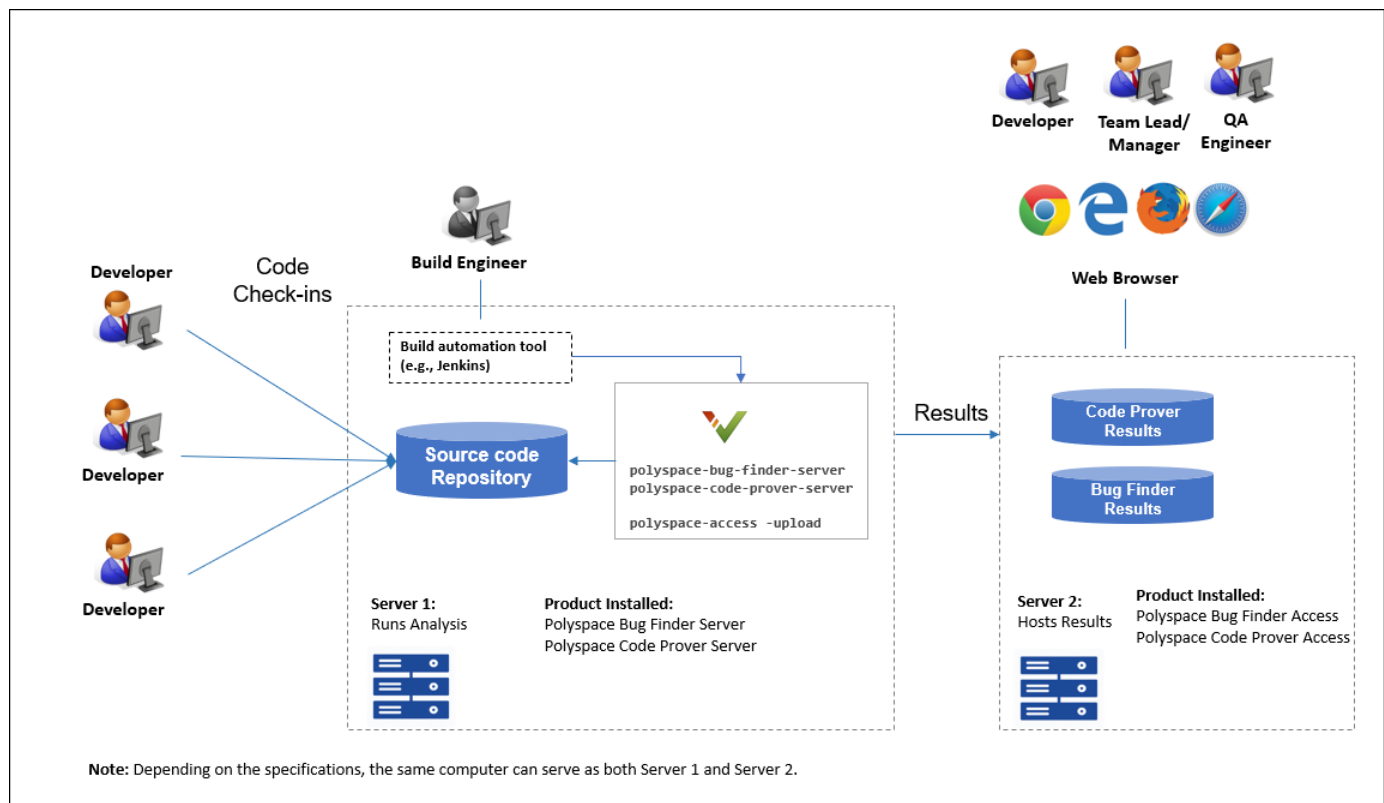 Developer
Team Lead/
Manager
QA
Engineer
Web Browser
Build Engineer
Developer
Code
Check-ins
Developer
Developer
Build automation tool
(e.g., Jenkins)
Source code
Repository
polyspace-bug-finder-server
polyspace-code-prover-server
polyspace-access -upload
Results
Code Prover
Results
Bug Finder
Results
Server 1:
Runs Analysis
Product Installed:
Polyspace Bug Finder Server
Polyspace Code Prover Server
Server 2:
Hosts Results
Product Installed:
Polyspace Bug Finder Access
Polyspace Code Prover Access
Note: Depending on the specifications, the same computer can serve as both Server 1 and Server 2.